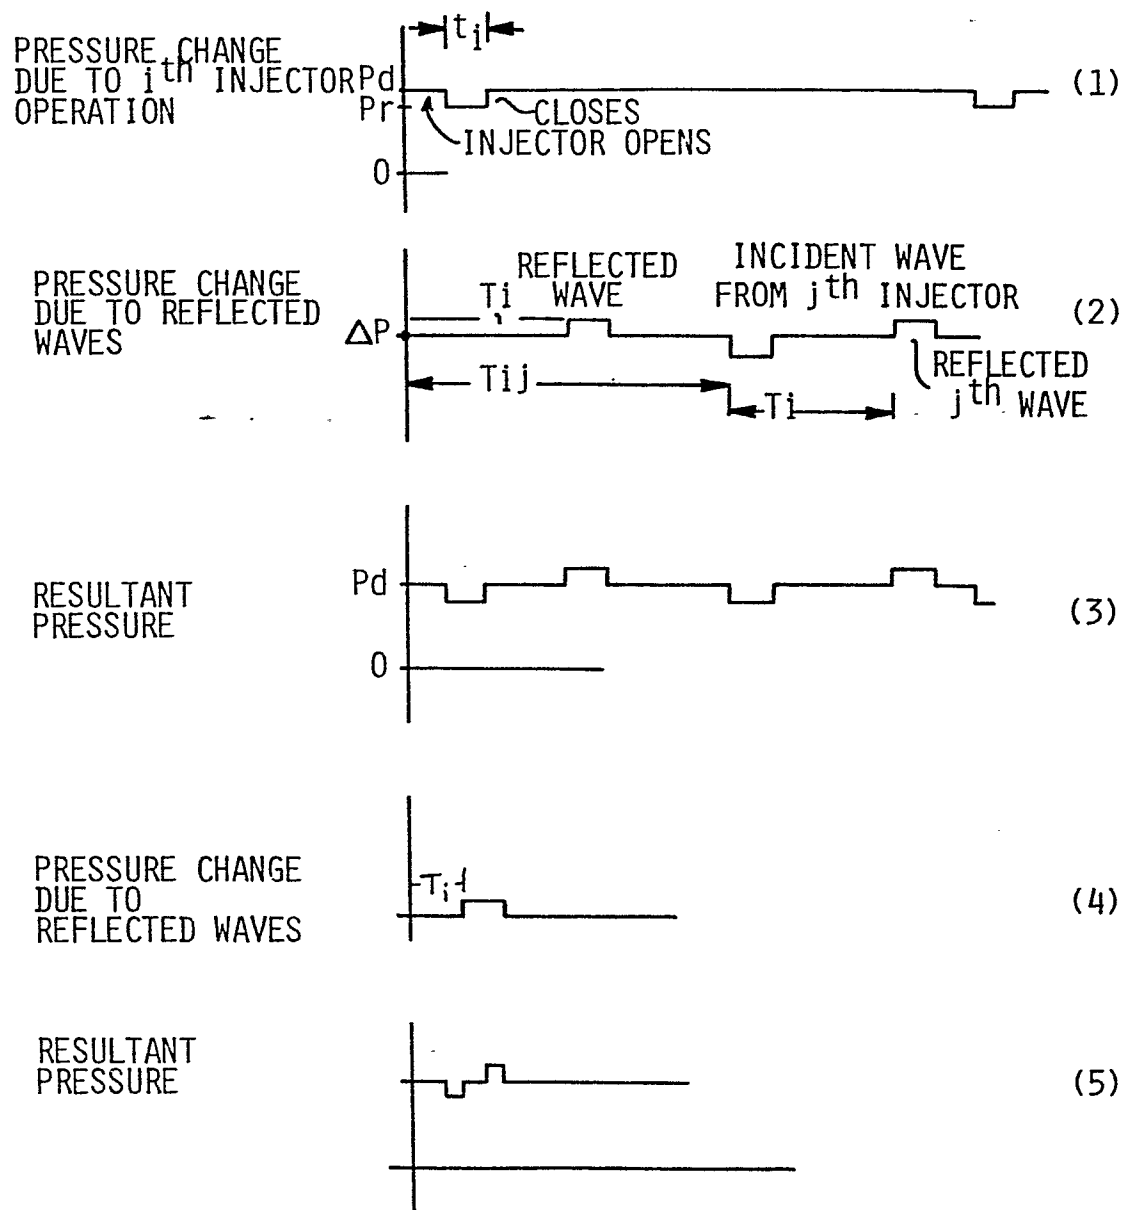 tᵢ
PRESSURE CHANGE
DUE TO iᵗʰ INJECTOR
OPERATION
Pd
Pr
0
CLOSES
INJECTOR OPENS
(1)
PRESSURE CHANGE
DUE TO REFLECTED
WAVES
ΔP
Ti
REFLECTED
WAVE
INCIDENT WAVE
FROM jᵗʰ INJECTOR
(2)
REFLECTED
jᵗʰ WAVE
Tij
Ti
RESULTANT
PRESSURE
Pd
0
(3)
PRESSURE CHANGE
DUE TO
REFLECTED WAVES
Tᵢ
(4)
RESULTANT
PRESSURE
(5)